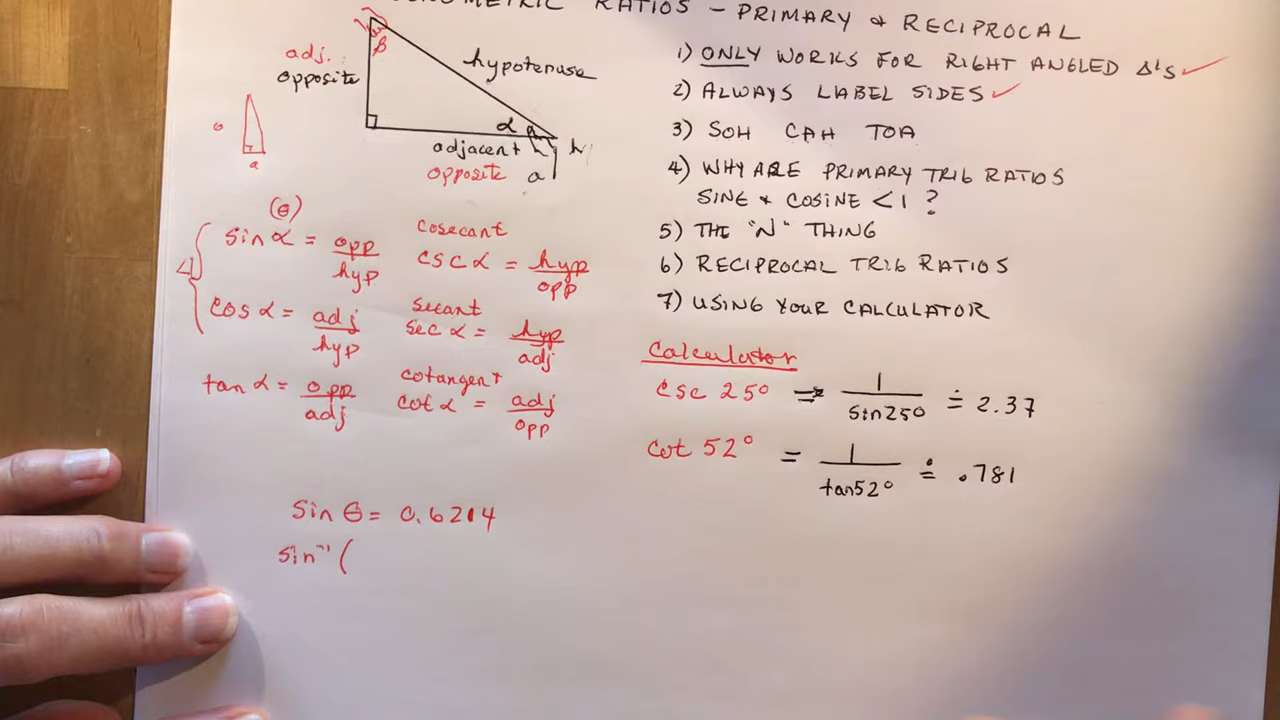 RATIOS – PRIMARY & RECIPROCAL
β
adj.
opposite
hypotenuse
α
adjacent
h
opposite
a
o
a
1) ONLY WORKS FOR RIGHT ANGLED Δ'S ✓
2) ALWAYS LABEL SIDES ✓
3) SOH CAH TOA
4) WHY ARE PRIMARY TRIG RATIOS
SINE & COSINE < 1 ?
5) THE "N" THING
6) RECIPROCAL TRIG RATIOS
7) USING YOUR CALCULATOR
(θ)
sin α = opp/hyp
cosecant
csc α = hyp/opp
cos α = adj/hyp
secant
sec α = hyp/adj
tan α = opp/adj
cotangent
cot α = adj/opp
Calculator
csc 25° ⇒ 1/sin25° ≐ 2.37
cot 52° = 1/tan52° ≐ .781
sin θ = 0.6214
sin⁻¹ (